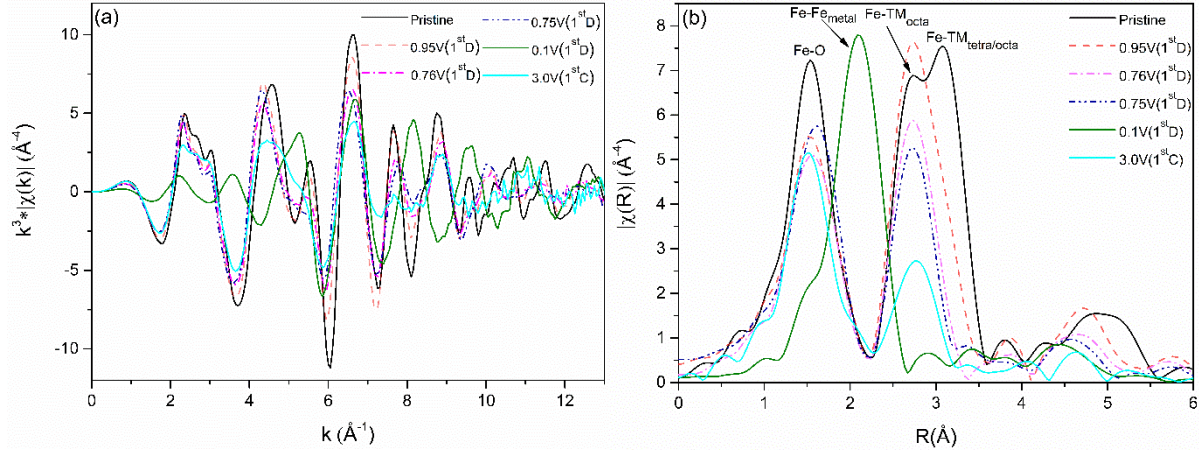 (a)
Pristine
0.95V(1stD)
0.76V(1stD)
0.75V(1stD)
0.1V(1stD)
3.0V(1stC)
k3*|χ(k)| (Å-4)
10
5
0
-5
-10
0 2 4 6 8 10 12
k (Å-1)
(b)
Fe-Femetal
Fe-TMocta
Fe-O
Fe-TMtetra/octa
Pristine
0.95V(1stD)
0.76V(1stD)
0.75V(1stD)
0.1V(1stD)
3.0V(1stC)
|χ(R)| (Å-4)
8
7
6
5
4
3
2
1
0
0 1 2 3 4 5 6
R(Å)